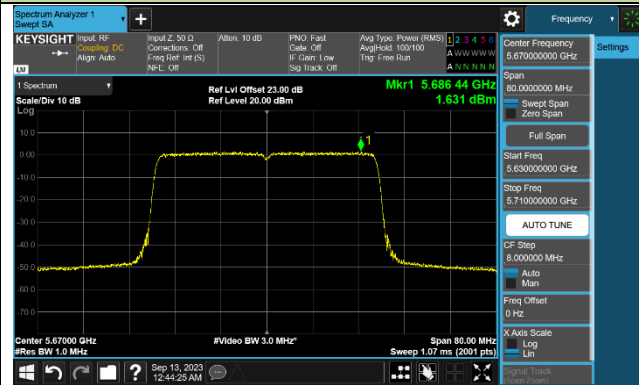 Spectrum Analyzer 1
Swept SA
Frequency
KEYSIGHT
Input: RF
Coupling: DC
Align: Auto
Input Z: 50 Ω
Corrections: Off
Freq Ref: Int (S)
NFE: Off
Atten: 10 dB
PNO: Fast
Gate: Off
IF Gain: Low
Sig Track: Off
Avg Type: Power (RMS)
Avg|Hold: 100/100
Trig: Free Run
1 2 3 4 5 6
A W W W W W
A N N N N N
LXI
1 Spectrum
Scale/Div 10 dB
Log
Ref Lvl Offset 23.00 dB
Ref Level 20.00 dBm
Mkr1 5.686 44 GHz
1.631 dBm
1
10.0
0.00
-10.0
-20.0
-30.0
-40.0
-50.0
-60.0
-70.0
Center 5.67000 GHz
#Res BW 1.0 MHz
#Video BW 3.0 MHz*
Span 80.00 MHz
Sweep 1.07 ms (2001 pts)
Sep 13, 2023
12:44:25 AM
Center Frequency
5.670000000 GHz
Settings
Span
80.0000000 MHz
Swept Span
Zero Span
Full Span
Start Freq
5.630000000 GHz
Stop Freq
5.710000000 GHz
AUTO TUNE
CF Step
8.000000 MHz
Auto
Man
Freq Offset
0 Hz
X Axis Scale
Log
Lin
Signal Track
(Span Zoom)